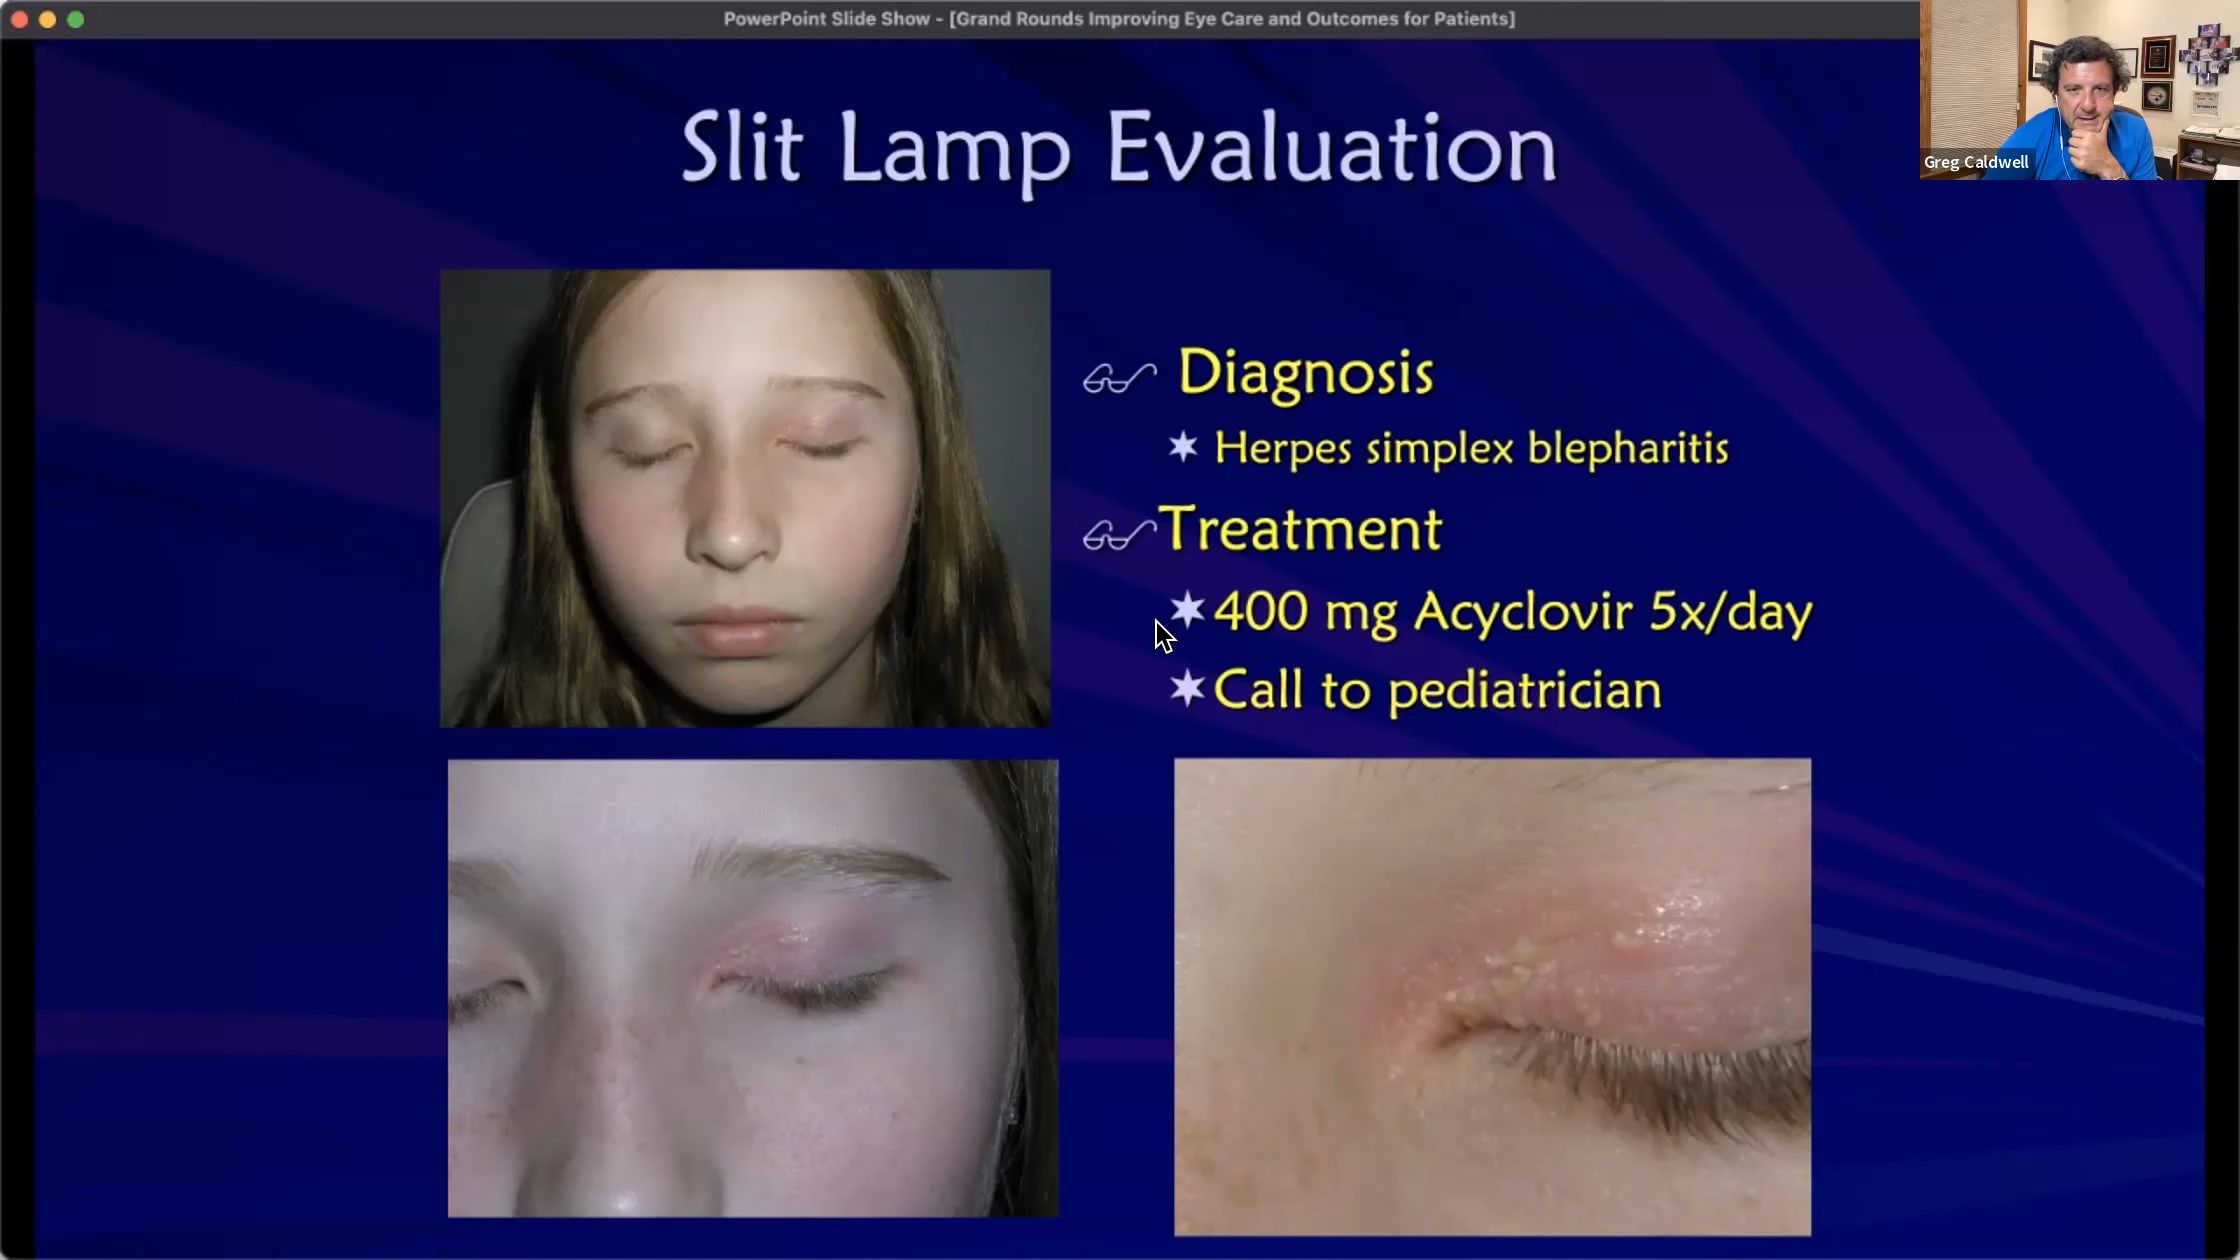 PowerPoint Slide Show - [Grand Rounds Improving Eye Care and Outcomes for Patients]
Greg Caldwell
Slit Lamp Evaluation
Diagnosis
Herpes simplex blepharitis
Treatment
400 mg Acyclovir 5x/day
Call to pediatrician